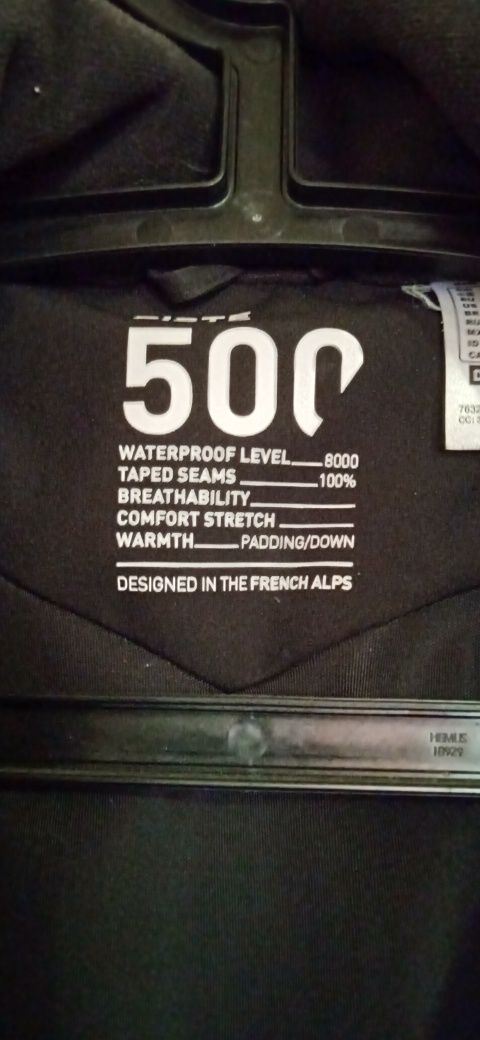 500
WATERPROOF LEVEL 8000
TAPED SEAMS 100%
BREATHABILITY
COMFORT STRETCH
WARMTH PADDING/DOWN
DESIGNED IN THE FRENCH ALPS
7632
HEMUS